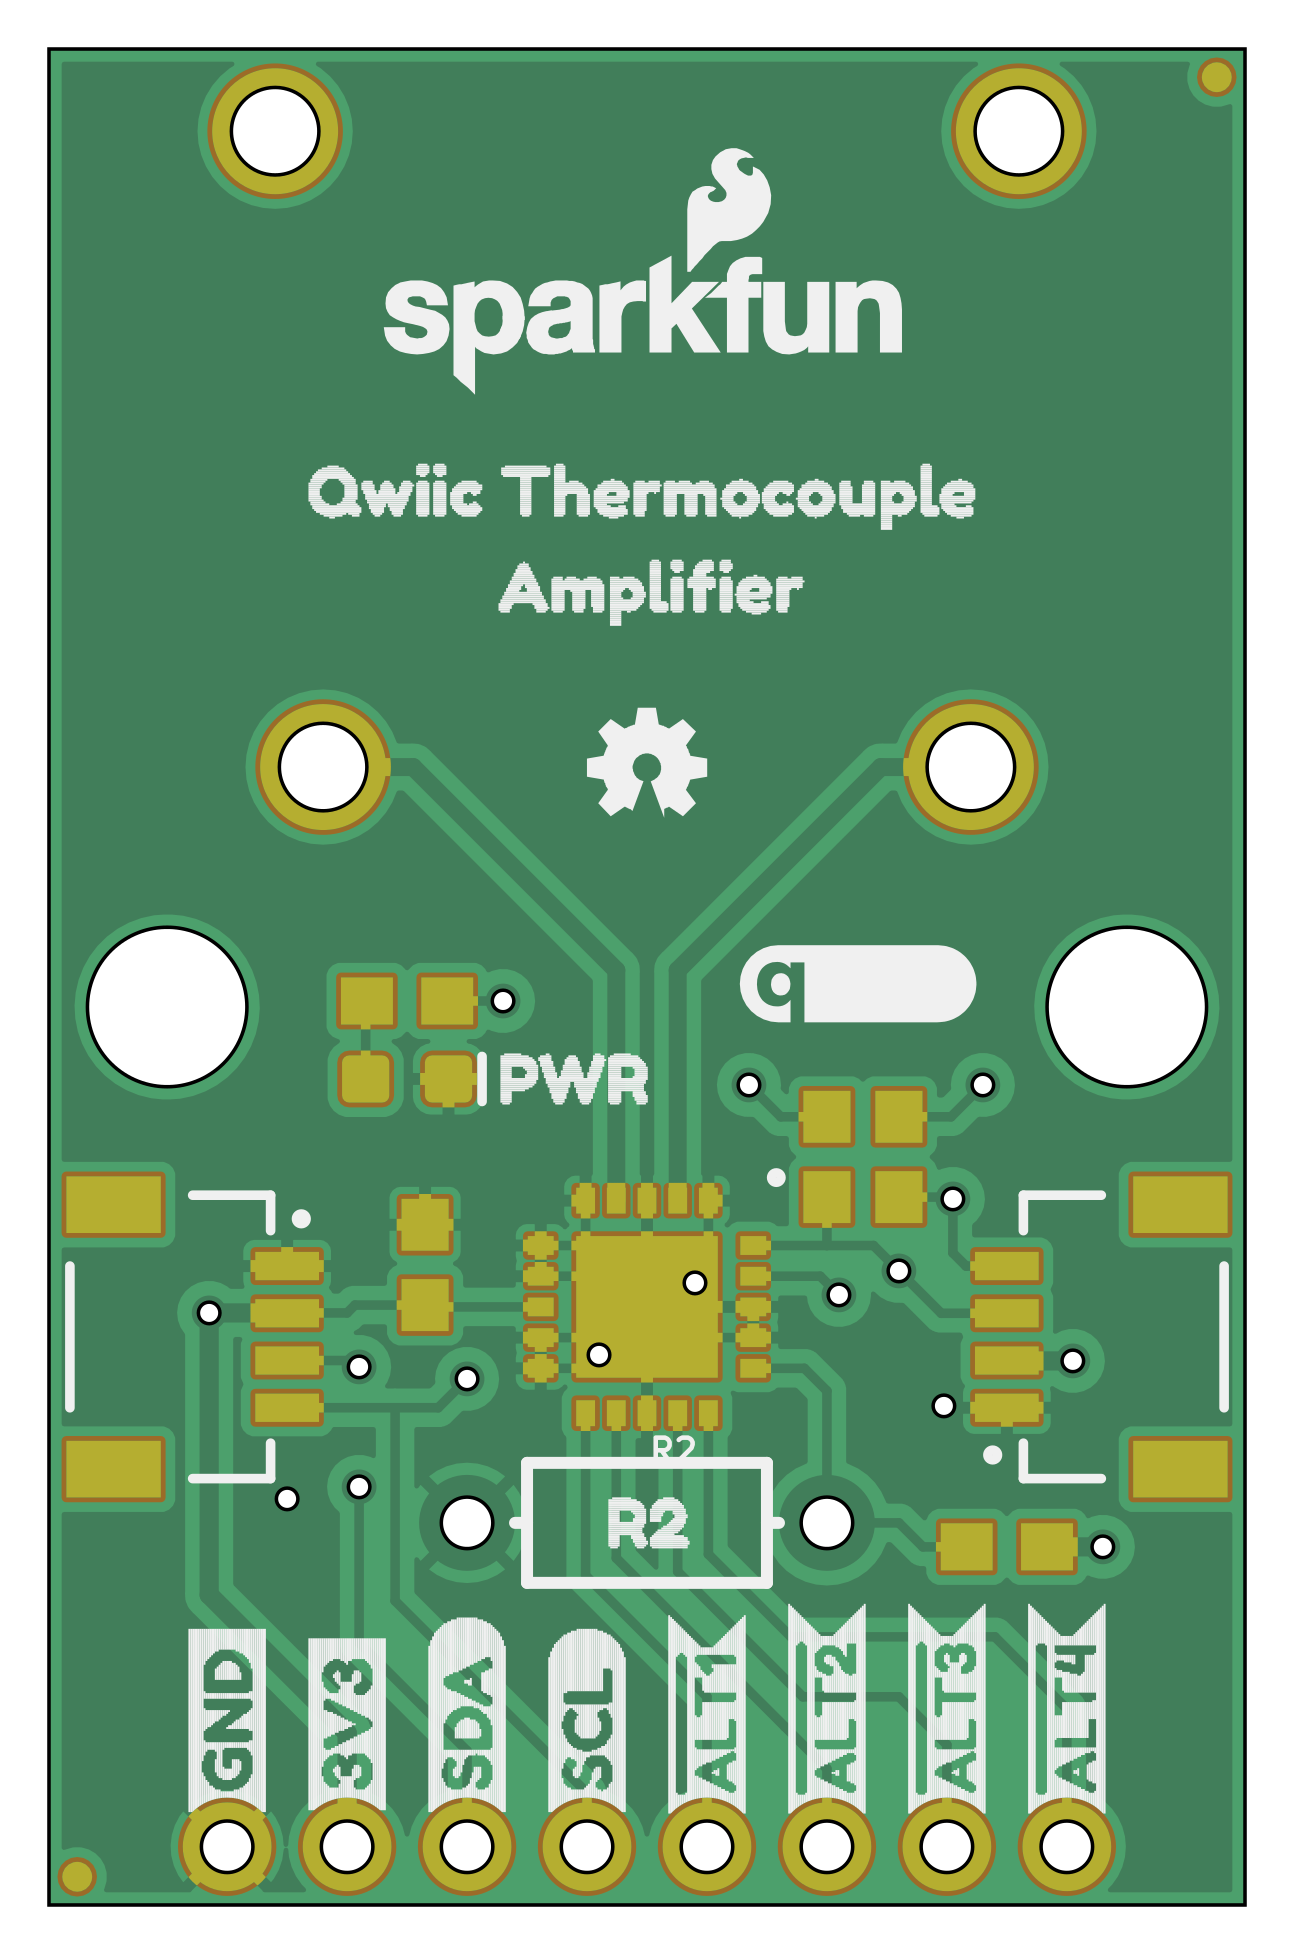 sparkfun
Qwiic Thermocouple
Amplifier
q
PWR
R2
R2
GND
3V3
SDA
SCL
ALT1
ALT2
ALT3
ALT4